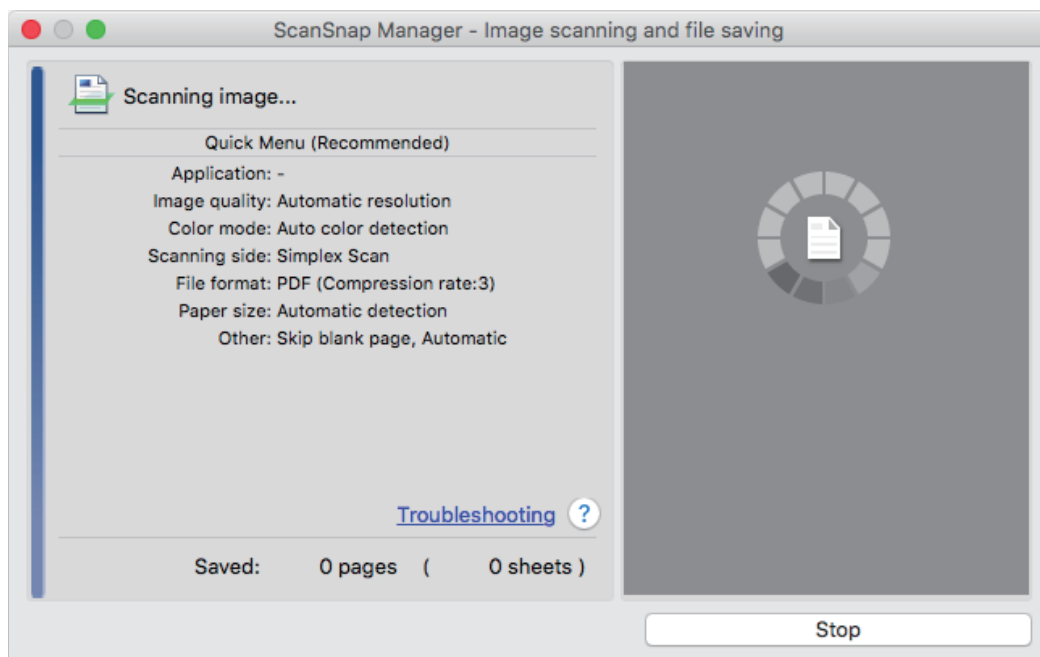 ScanSnap Manager - Image scanning and file saving
Scanning image...
Quick Menu (Recommended)
Application: -
Image quality: Automatic resolution
Color mode: Auto color detection
Scanning side: Simplex Scan
File format: PDF (Compression rate:3)
Paper size: Automatic detection
Other: Skip blank page, Automatic
Troubleshooting ?
Saved: 0 pages ( 0 sheets )
Stop